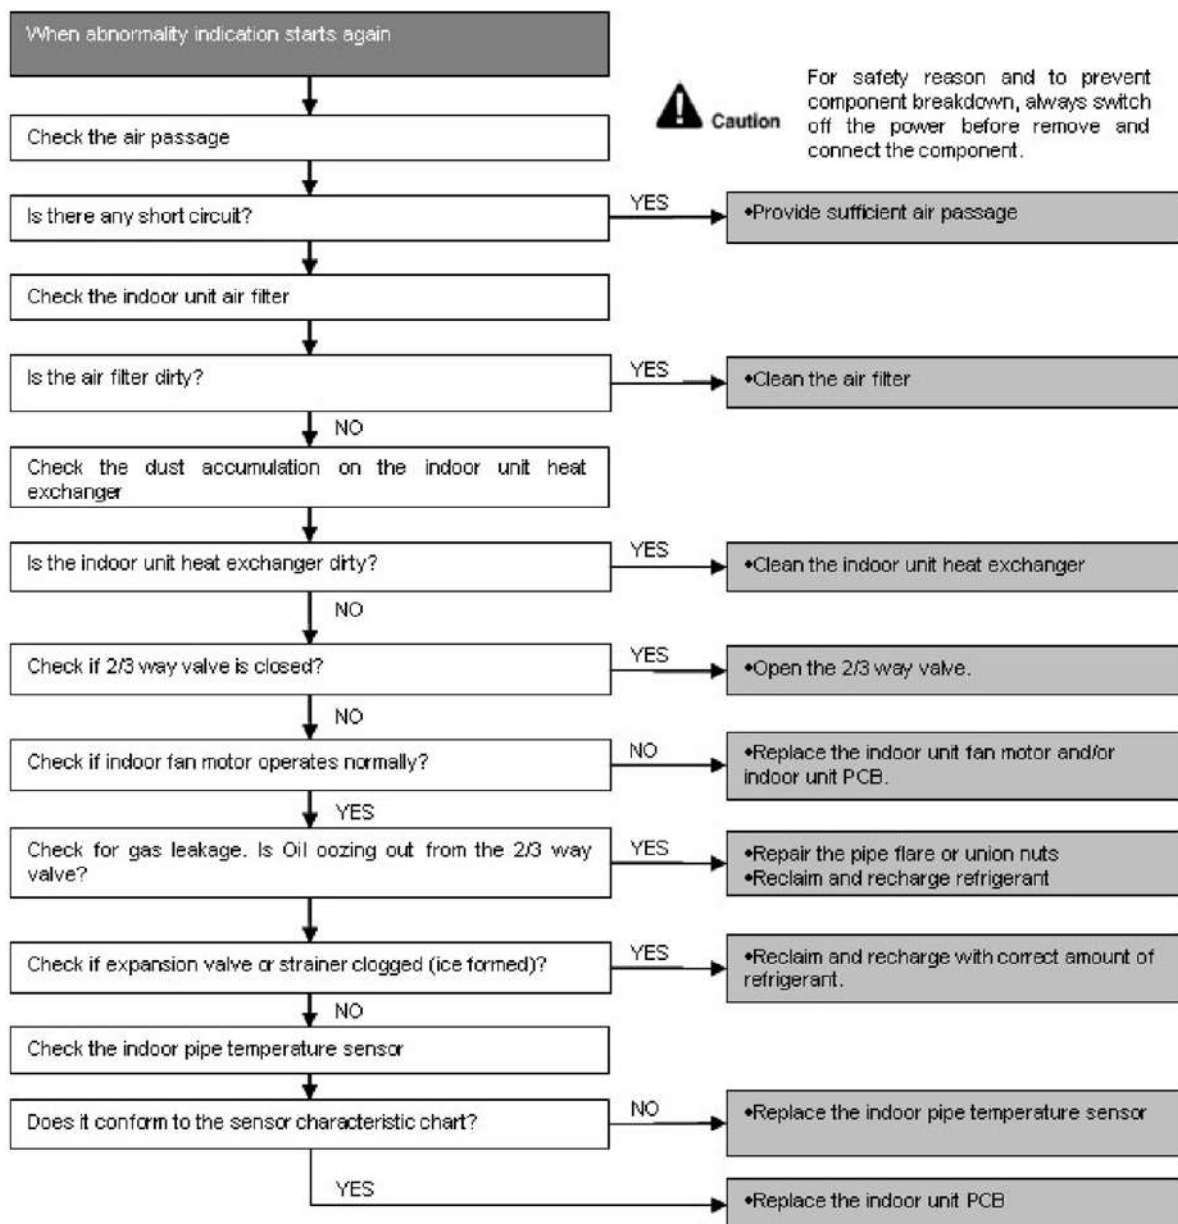 When abnormality indication starts again
Caution
For safety reason and to prevent
component breakdown, always switch
off the power before remove and
connect the component.
Check the air passage
Is there any short circuit?
YES
•Provide sufficient air passage
Check the indoor unit air filter
Is the air filter dirty?
YES
•Clean the air filter
NO
Check the dust accumulation on the indoor unit heat
exchanger
Is the indoor unit heat exchanger dirty?
YES
•Clean the indoor unit heat exchanger
NO
Check if 2/3 way valve is closed?
YES
•Open the 2/3 way valve.
NO
Check if indoor fan motor operates normally?
NO
•Replace the indoor unit fan motor and/or
indoor unit PCB.
YES
Check for gas leakage. Is Oil oozing out from the 2/3 way
valve?
YES
•Repair the pipe flare or union nuts
•Reclaim and recharge refrigerant
Check if expansion valve or strainer clogged (ice formed)?
YES
•Reclaim and recharge with correct amount of
refrigerant.
NO
Check the indoor pipe temperature sensor
Does it conform to the sensor characteristic chart?
NO
•Replace the indoor pipe temperature sensor
YES
•Replace the indoor unit PCB